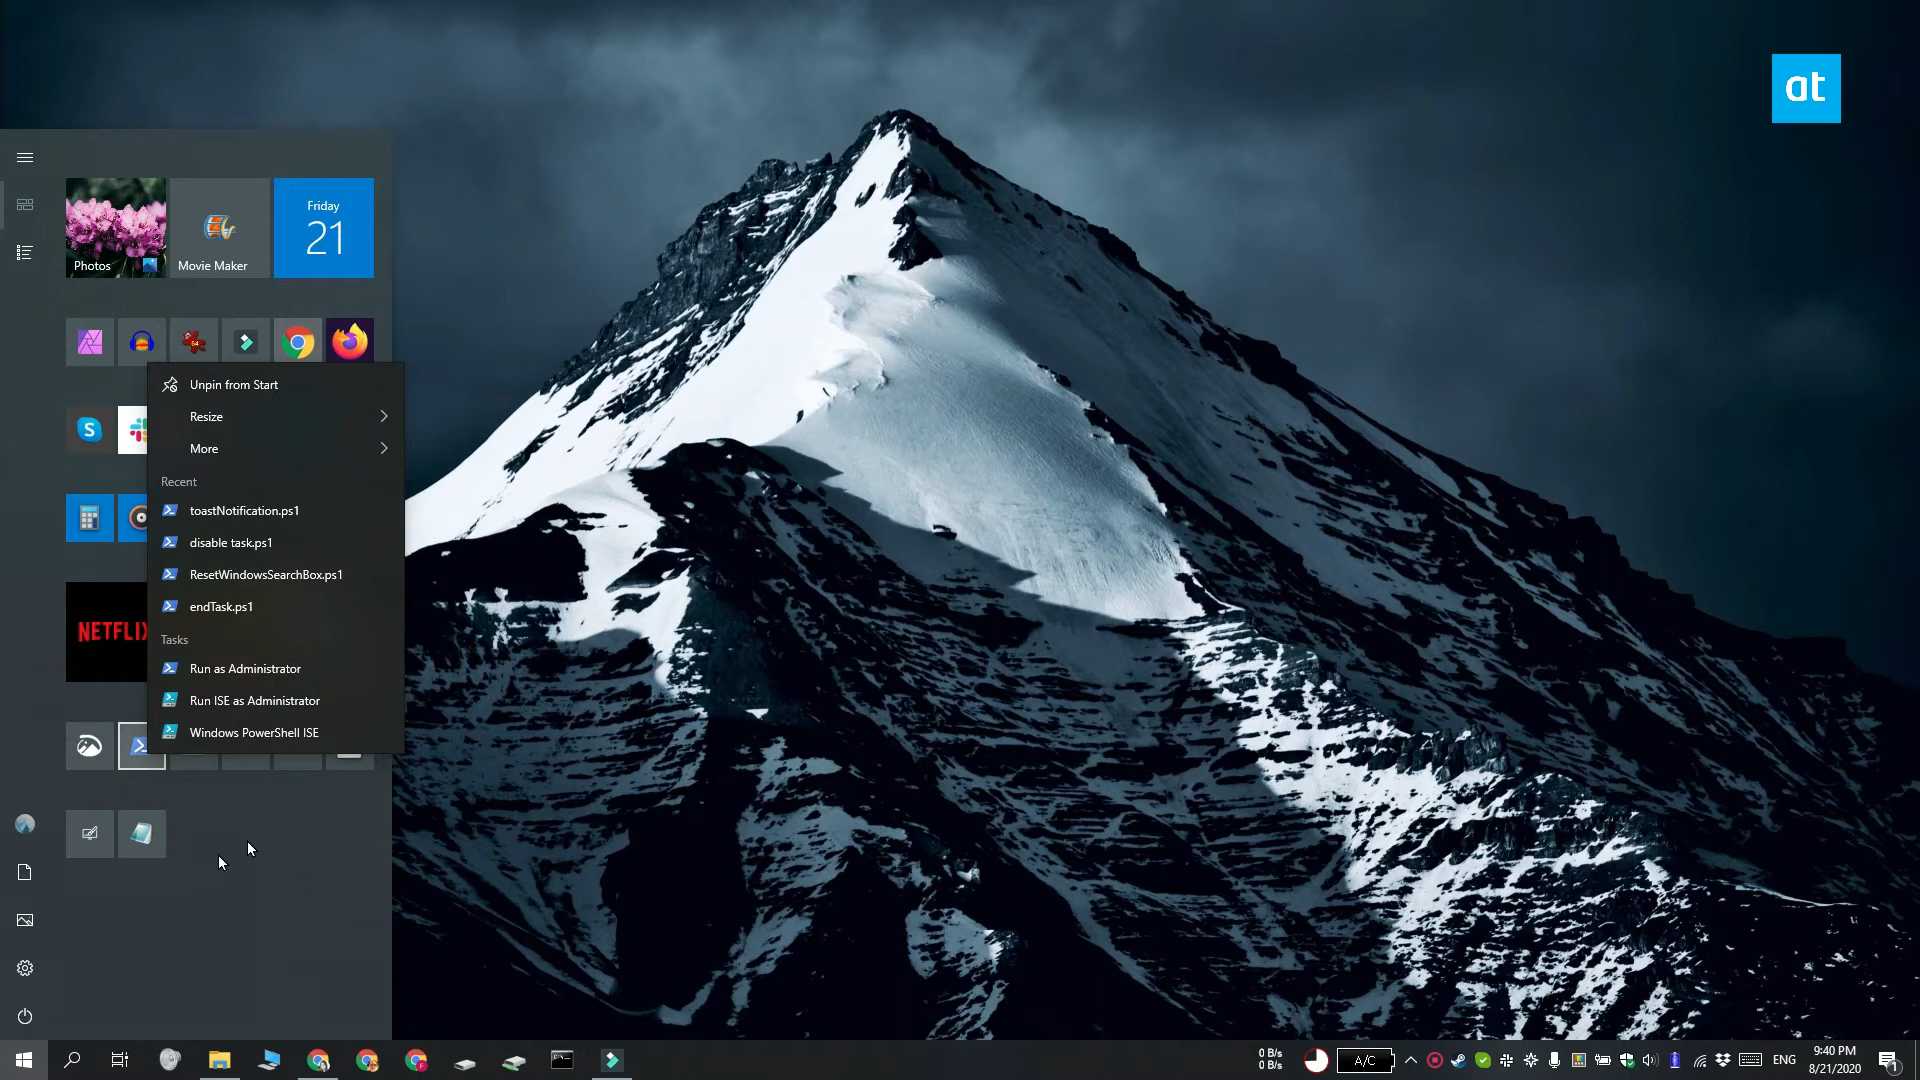 at
Friday
21
Photos
Movie Maker
64
Unpin from Start
Resize
More
Recent
toastNotification.ps1
disable task.ps1
ResetWindowsSearchBox.ps1
endTask.ps1
Tasks
Run as Administrator
Run ISE as Administrator
Windows PowerShell ISE
S
NETFLIX
0 B/s
0 B/s
A/C
ENG
9:40 PM
8/21/2020
1